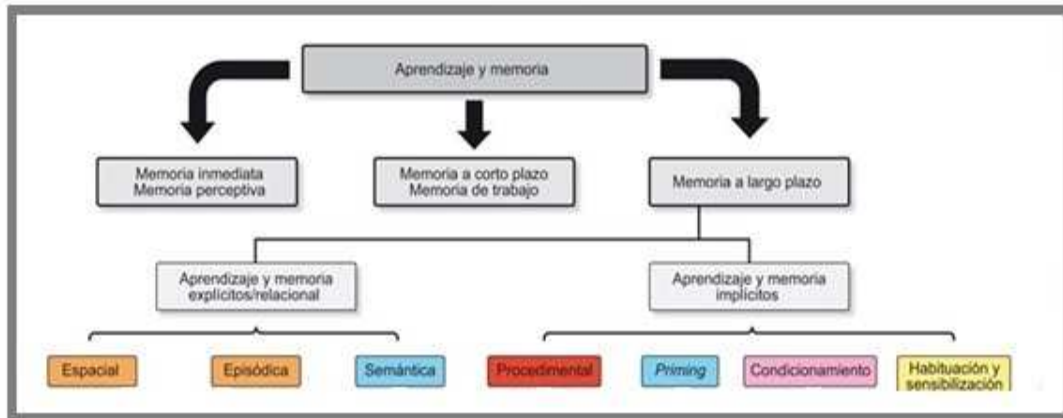 Aprendizaje y memoria
Memoria inmediata
Memoria perceptiva
Memoria a corto plazo
Memoria de trabajo
Memoria a largo plazo
Aprendizaje y memoria
explícitos/relacional
Aprendizaje y memoria
implícitos
Espacial
Episódica
Semántica
Procedimental
Priming
Condicionamiento
Habituación y
sensibilización